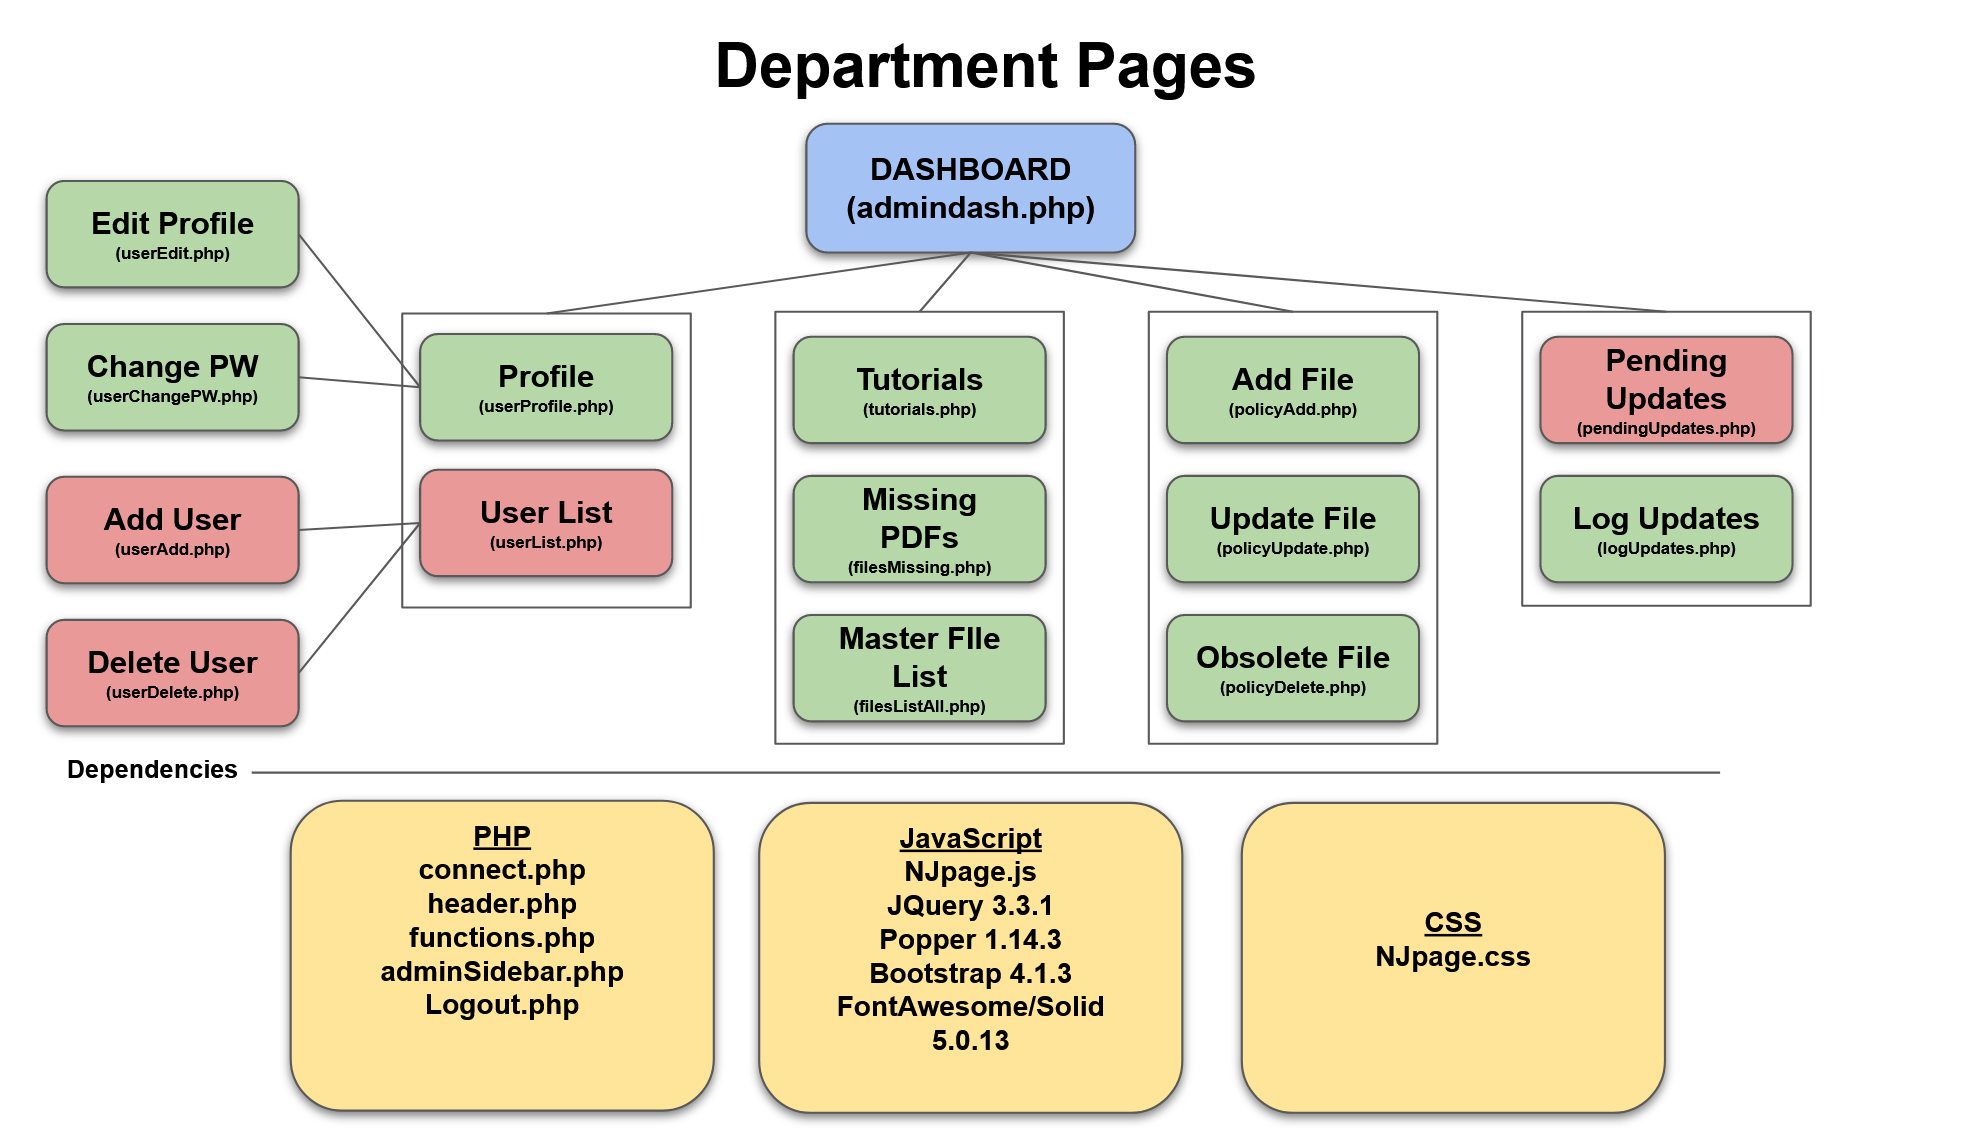 Department Pages
DASHBOARD
(admindash.php)
Edit Profile
(userEdit.php)
Change PW
(userChangePW.php)
Add User
(userAdd.php)
Delete User
(userDelete.php)
Profile
(userProfile.php)
User List
(userList.php)
Tutorials
(tutorials.php)
Missing
PDFs
(filesMissing.php)
Master FIle
List
(filesListAll.php)
Add File
(policyAdd.php)
Update File
(policyUpdate.php)
Obsolete File
(policyDelete.php)
Pending
Updates
(pendingUpdates.php)
Log Updates
(logUpdates.php)
Dependencies
PHP
connect.php
header.php
functions.php
adminSidebar.php
Logout.php
JavaScript
NJpage.js
JQuery 3.3.1
Popper 1.14.3
Bootstrap 4.1.3
FontAwesome/Solid
5.0.13
CSS
NJpage.css